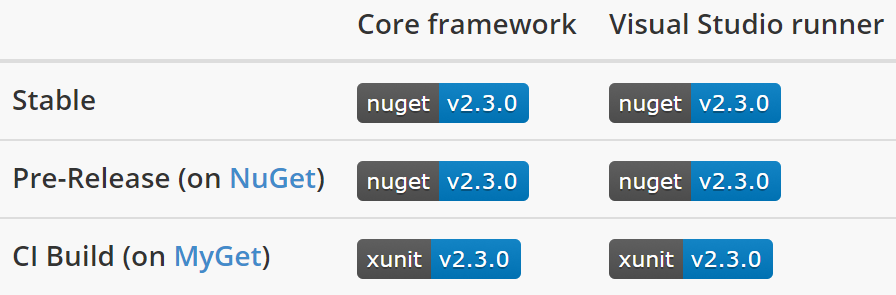 Core framework Visual Studio runner
Stable nuget v2.3.0 nuget v2.3.0
Pre-Release (on NuGet) nuget v2.3.0 nuget v2.3.0
CI Build (on MyGet) xunit v2.3.0 xunit v2.3.0